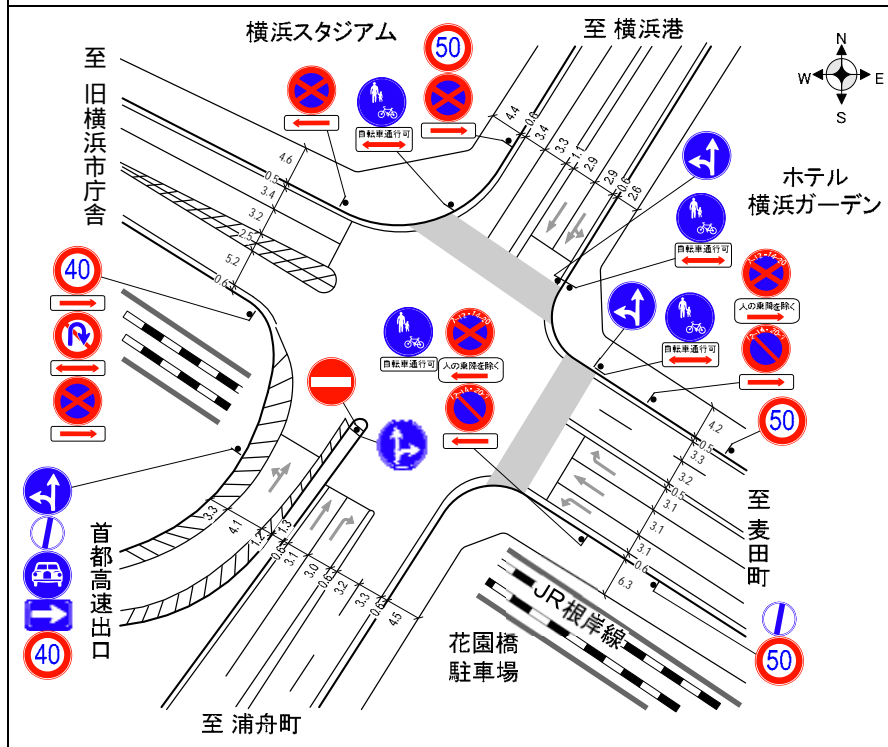 横浜スタジアム
至 横浜港
至 旧横浜市庁舎
50
自転車通行可
N
W
E
S
4.4
0.6
3.4
3.3
1.1
2.9
2.9
0.6
2.6
4.6
0.5
3.4
3.2
2.5
5.2
0.6
ホテル
横浜ガーデン
自転車通行可
40
人の乗降を除く
12-14・20-7
自転車通行可
自転車通行可
人の乗降を除く
12-14・20-7
50
4.2
0.5
3.3
3.2
0.5
3.1
3.1
3.1
0.6
6.3
至 麦田町
首都高速出口
40
3.3
4.1
1.2
1.3
0.6
3.1
3.0
0.6
3.2
3.3
0.6
4.5
JR根岸線
花園橋
駐車場
50
至 浦舟町